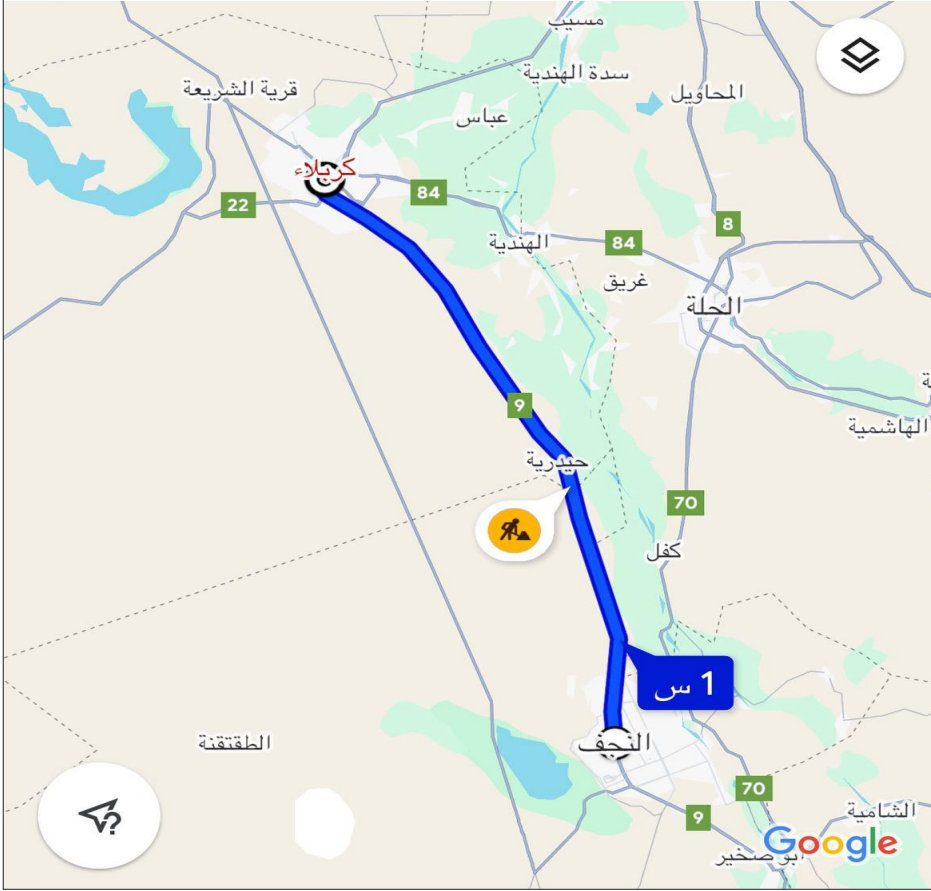 مسيب
سدة الهندية
قرية الشريعة
المحاويل
عباس
كربلاء
84
22
8
84
الهندية
غريق
الحلة
9
ة
الهاشمية
حيدرية
70
كفل
1 س
النجف
الطقتقنة
70
9
الشامية
Google
ابو صخير
?